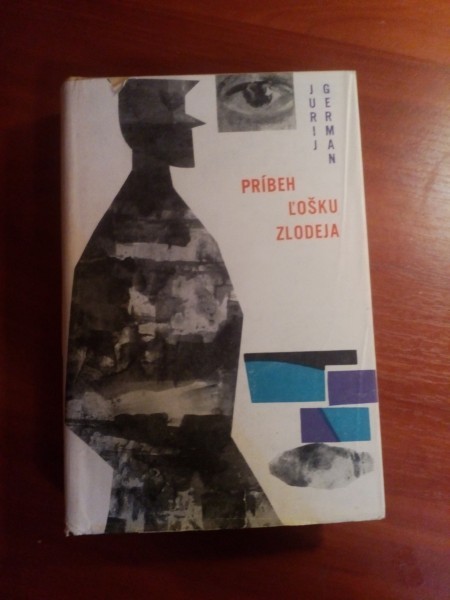 JURIJ
GERMAN
PRÍBEH
ĽOŠKU
ZLODEJA